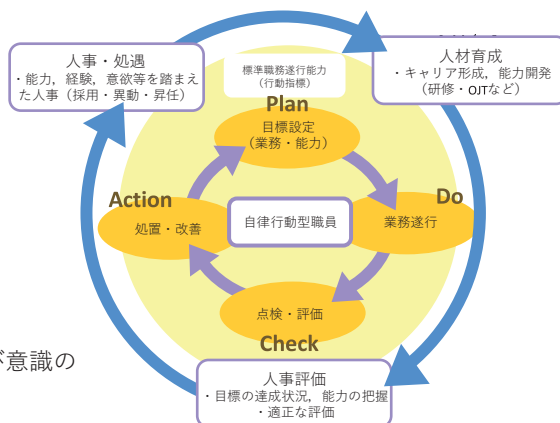 人事・処遇
・能力，経験，意欲等を踏まえ
た人事（採用・異動・昇任）
人材育成
・キャリア形成，能力開発
（研修・OJTなど）
標準職務遂行能力
（行動指標）
Plan
目標設定
（業務・能力）
Action
処置・改善
自律行動型職員
Do
業務遂行
点検・評価
Check
意識の
人事評価
・目標の達成状況，能力の把握
・適正な評価